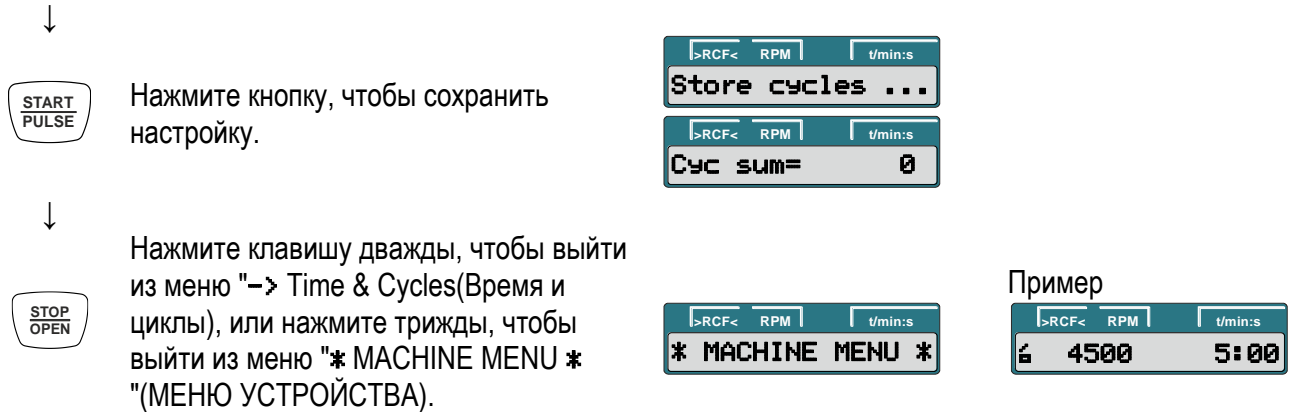 ↓
START
PULSE
Нажмите кнопку, чтобы сохранить
настройку.
>RCF< RPM t/min:s
Store cycles ...
>RCF< RPM t/min:s
Cyc sum= 0
↓
STOP
OPEN
Нажмите клавишу дважды, чтобы выйти
из меню "-> Time & Cycles(Время и
циклы), или нажмите трижды, чтобы
выйти из меню "* MACHINE MENU *
"(МЕНЮ УСТРОЙСТВА).
>RCF< RPM t/min:s
* MACHINE MENU *
Пример
>RCF< RPM t/min:s
4500 5:00